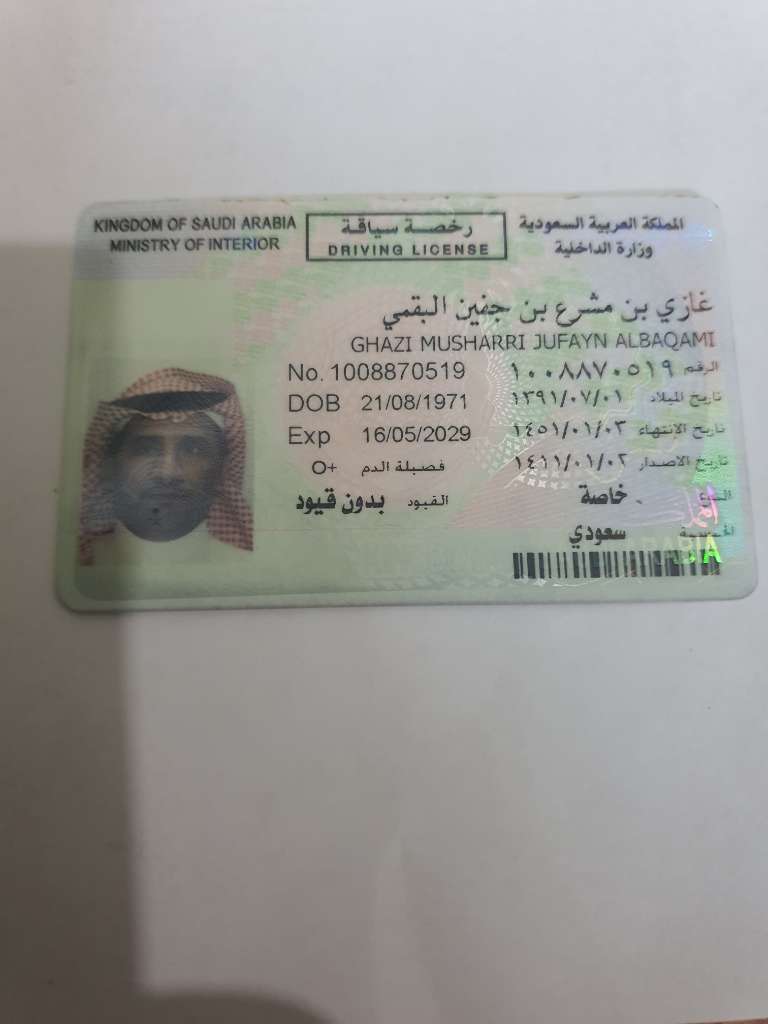 KINGDOM OF SAUDI ARABIA
MINISTRY OF INTERIOR
رخصة سياقة
DRIVING LICENSE
المملكة العربية السعودية
وزارة الداخلية
غازي بن مشرع بن جفين البقمي
GHAZI MUSHARRI JUFAYN ALBAQAMI
No. 1008870519 الرقم ١٠٠٨٨٧٠٥١٩
DOB 21/08/1971 تاريخ الميلاد ١٣٩١/٠٧/٠١
Exp 16/05/2029 تاريخ الانتهاء ١٤٥١/٠١/٠٣
تاريخ الاصدار ١٤١١/٠١/٠٢ فصيلة الدم O+
خاصة القيود بدون قيود
سعودي